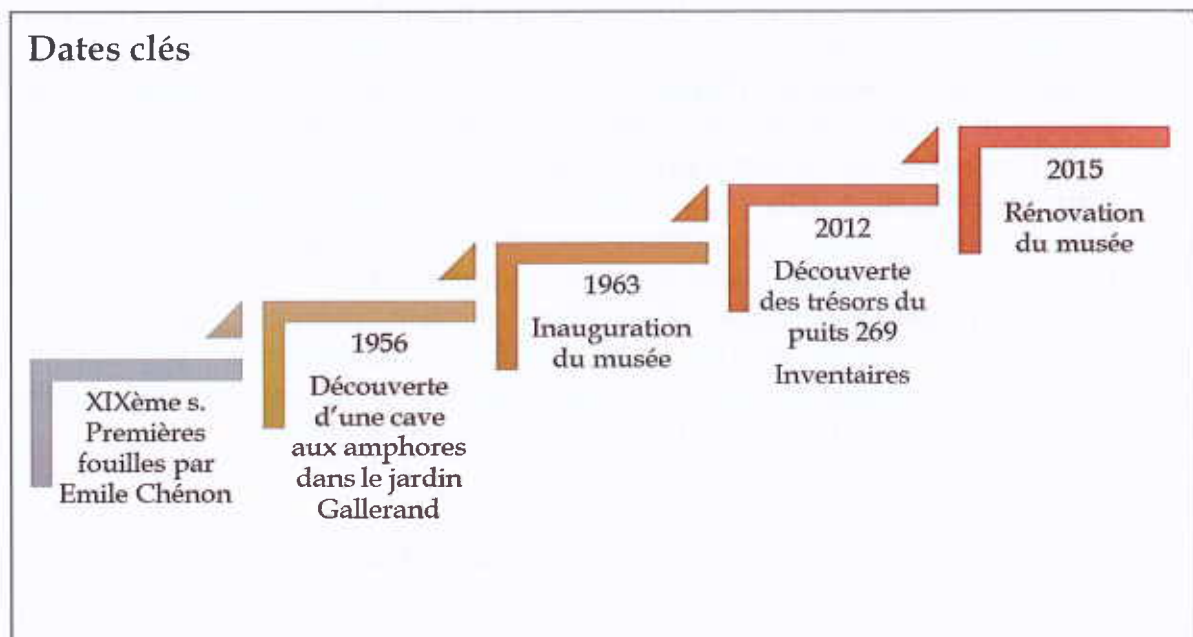 Dates clés
XIXème s.
Premières
fouilles par
Emile Chénon
1956
Découverte
d'une cave
aux amphores
dans le jardin
Gallerand
1963
Inauguration
du musée
2012
Découverte
des trésors du
puits 269
Inventaires
2015
Rénovation
du musée